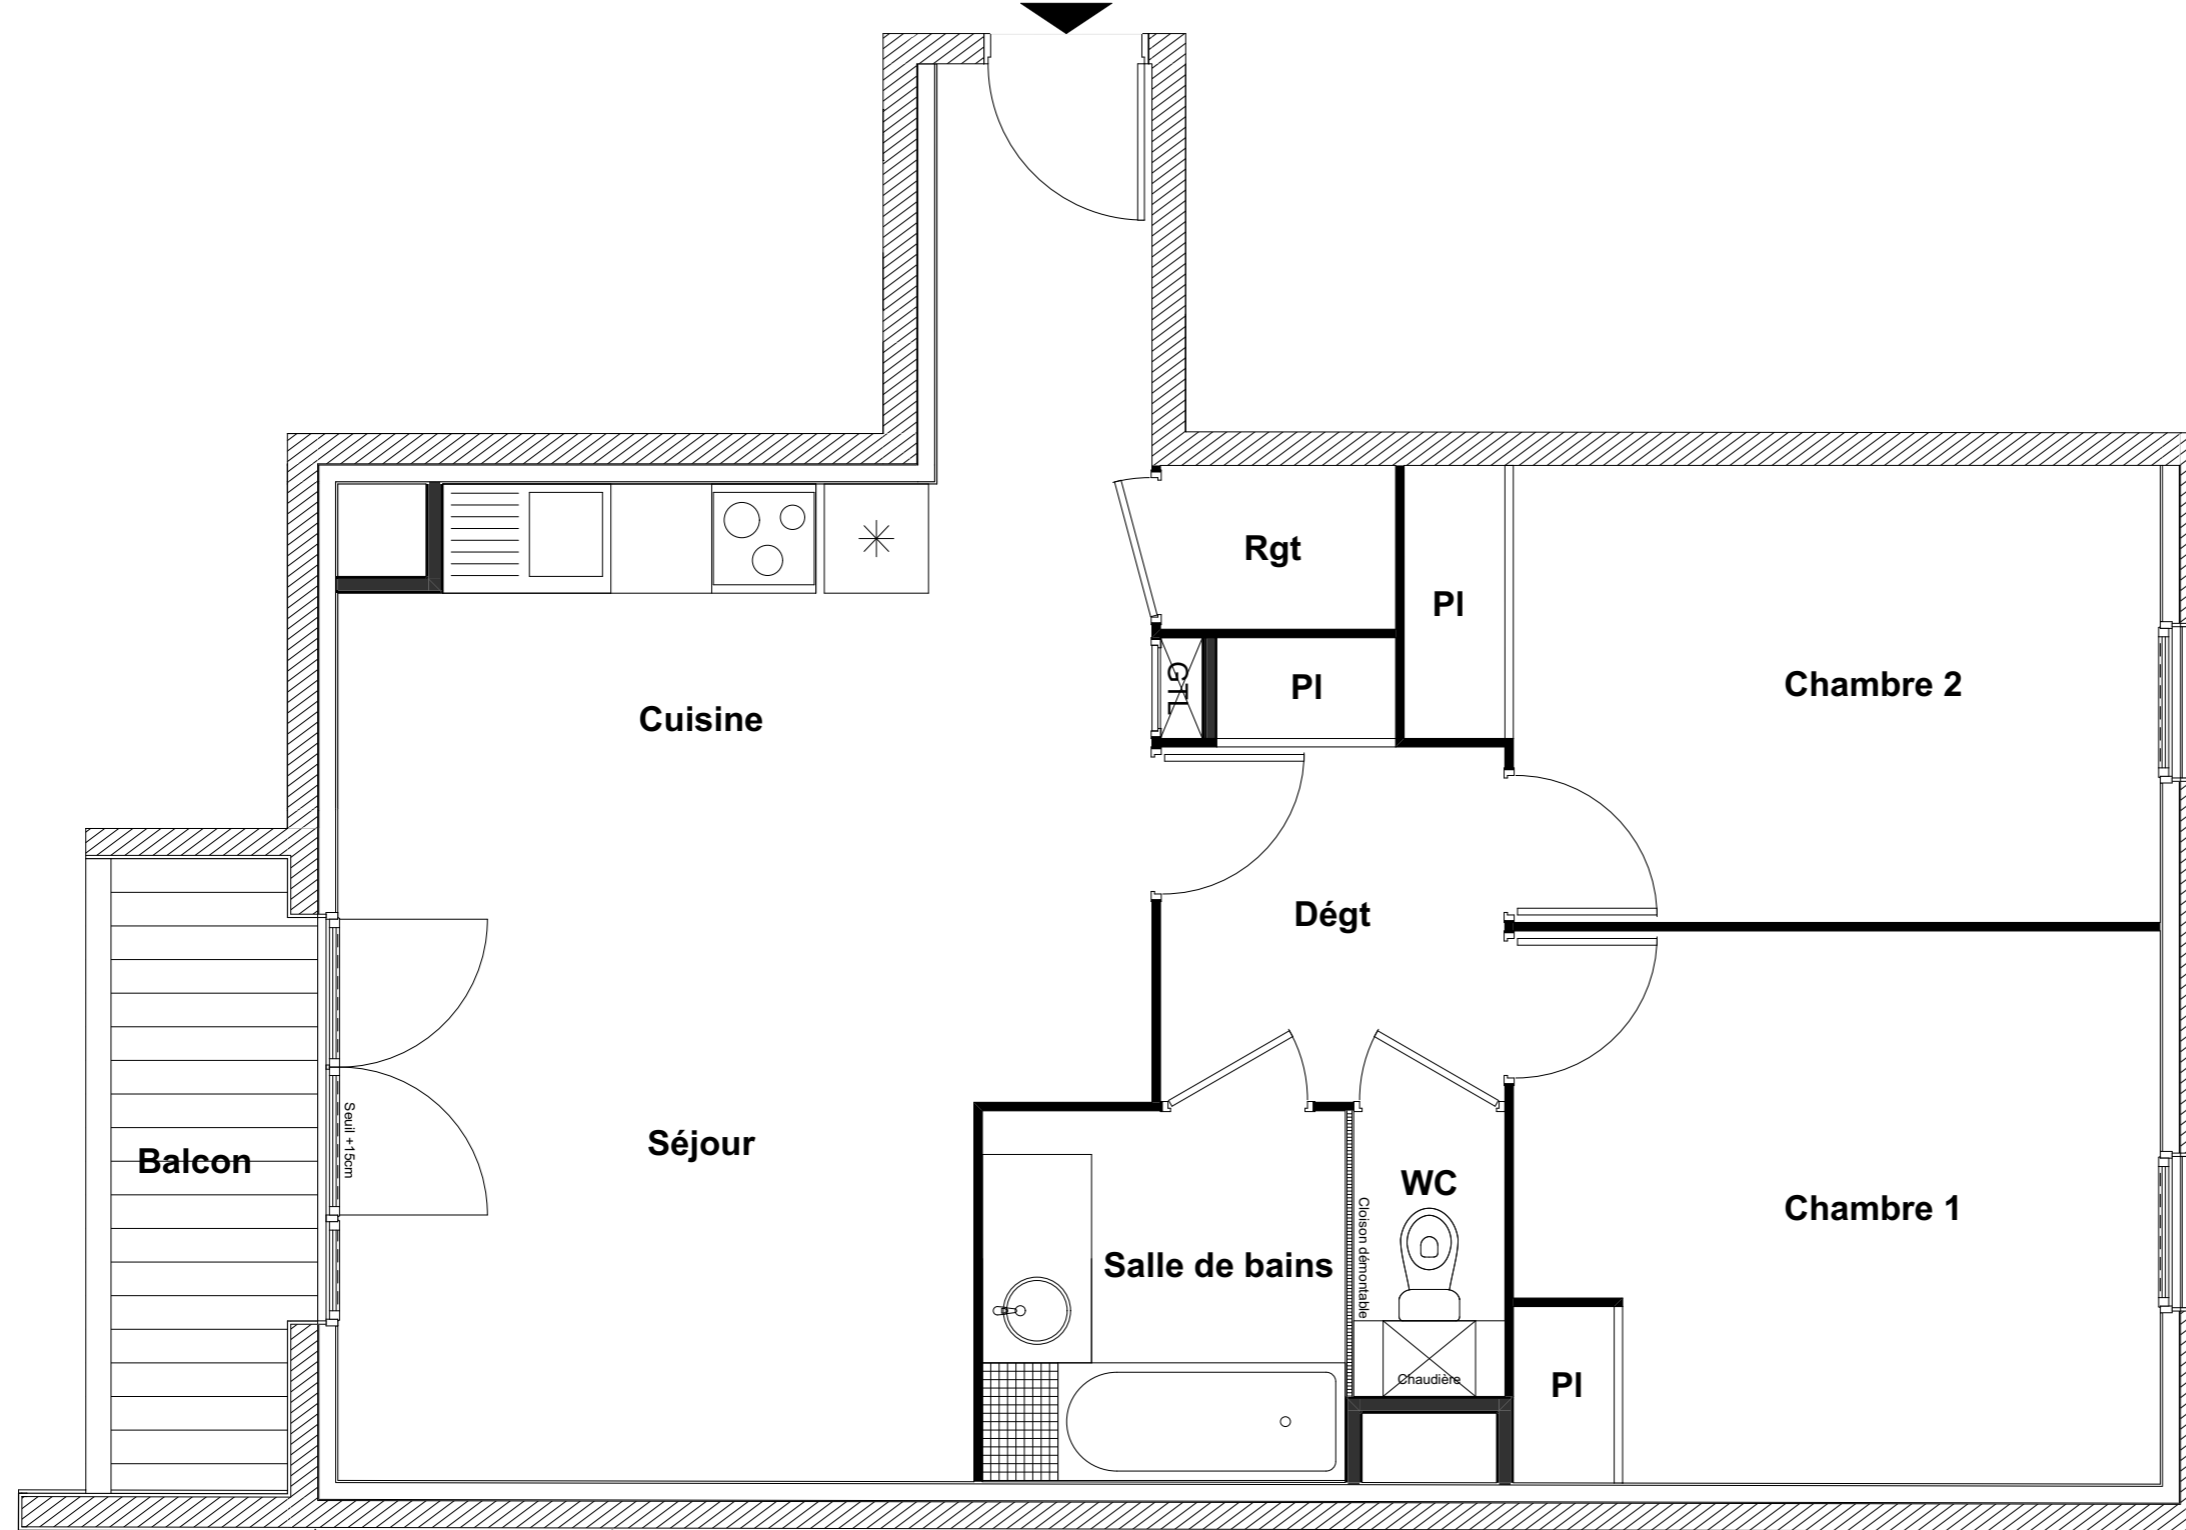 Rgt
Pl
Pl
GTL
Chambre 2
Cuisine
Dégt
Séjour
Seuil +15cm
Balcon
WC
Cloison démontable
Chambre 1
Salle de bains
Chaudière
Pl